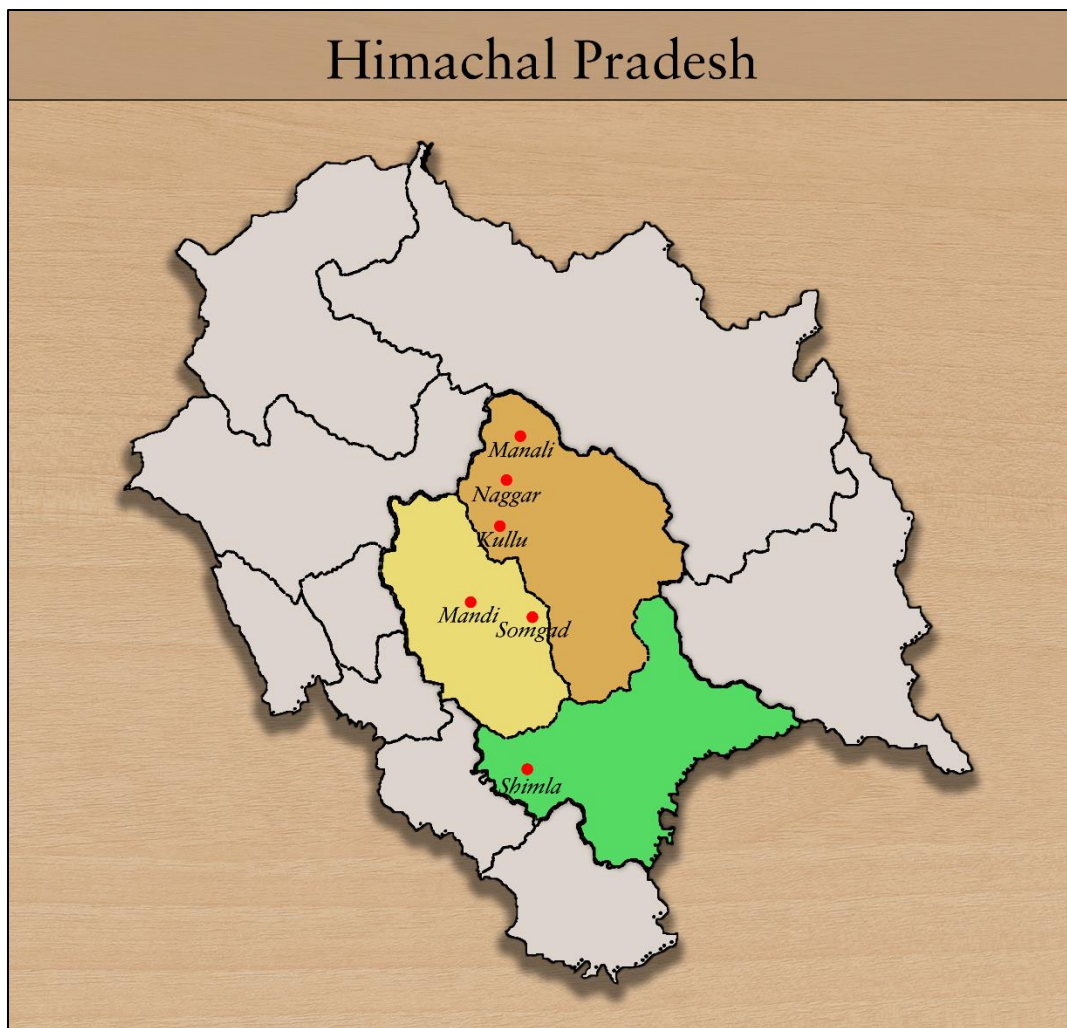 Himachal Pradesh
Manali
Naggar
Kullu
Mandi
Somgad
Shimla